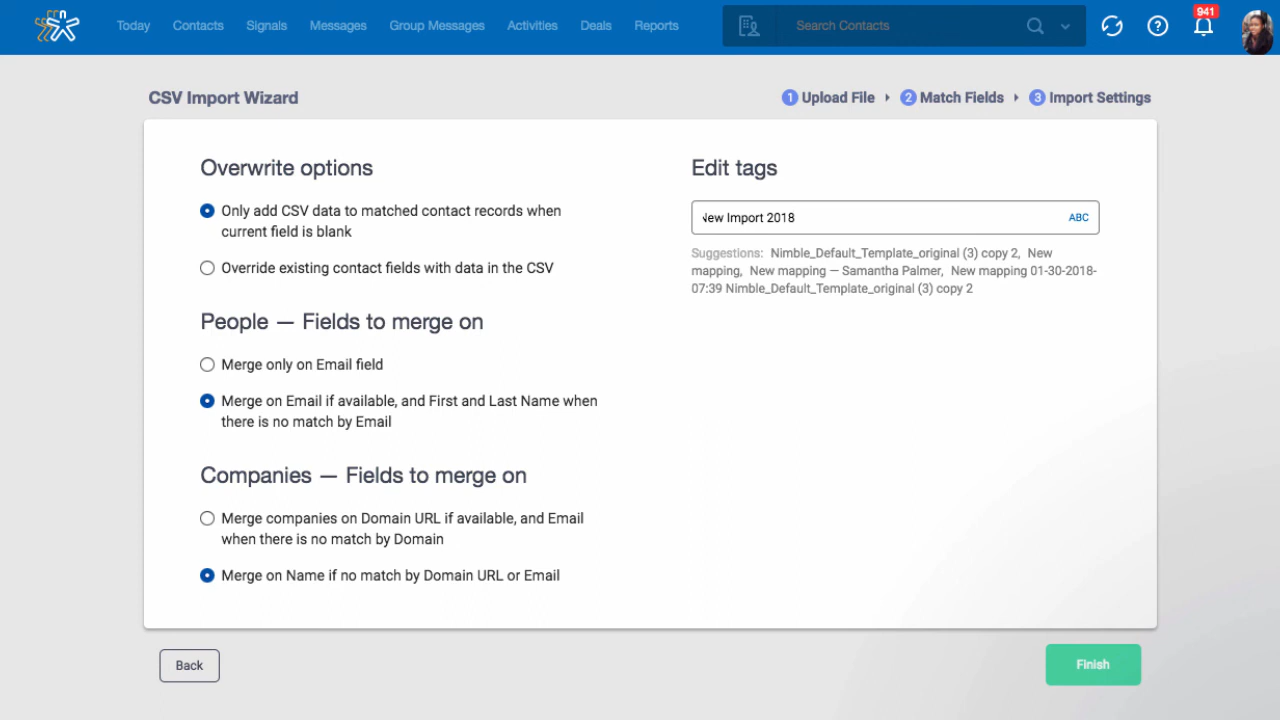 Today Contacts Signals Messages Group Messages Activities Deals Reports Search Contacts 941
CSV Import Wizard
1 Upload File 2 Match Fields 3 Import Settings
Overwrite options
Only add CSV data to matched contact records when
current field is blank
Override existing contact fields with data in the CSV
People — Fields to merge on
Merge only on Email field
Merge on Email if available, and First and Last Name when
there is no match by Email
Companies — Fields to merge on
Merge companies on Domain URL if available, and Email
when there is no match by Domain
Merge on Name if no match by Domain URL or Email
Edit tags
New Import 2018 ABC
Suggestions: Nimble_Default_Template_original (3) copy 2, New
mapping, New mapping — Samantha Palmer, New mapping 01-30-2018-
07:39 Nimble_Default_Template_original (3) copy 2
Back
Finish